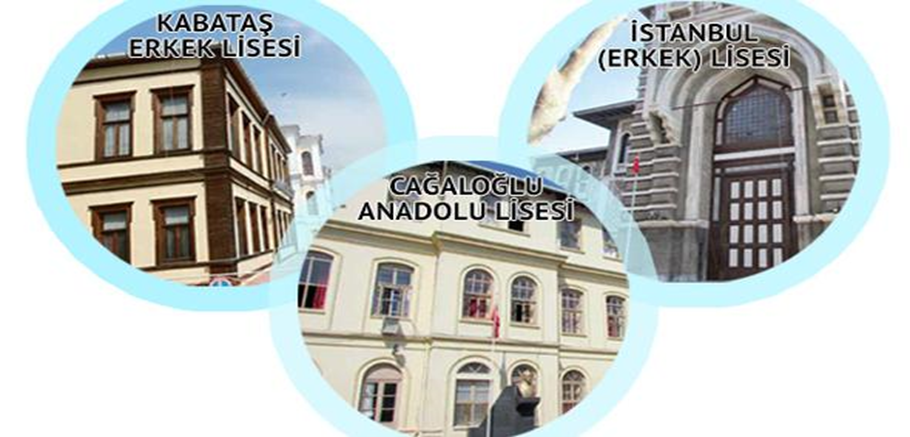 KABATAŞ
ERKEK LİSESİ
İSTANBUL
(ERKEK) LİSESİ
CAĞALOĞLU
ANADOLU LİSESİ